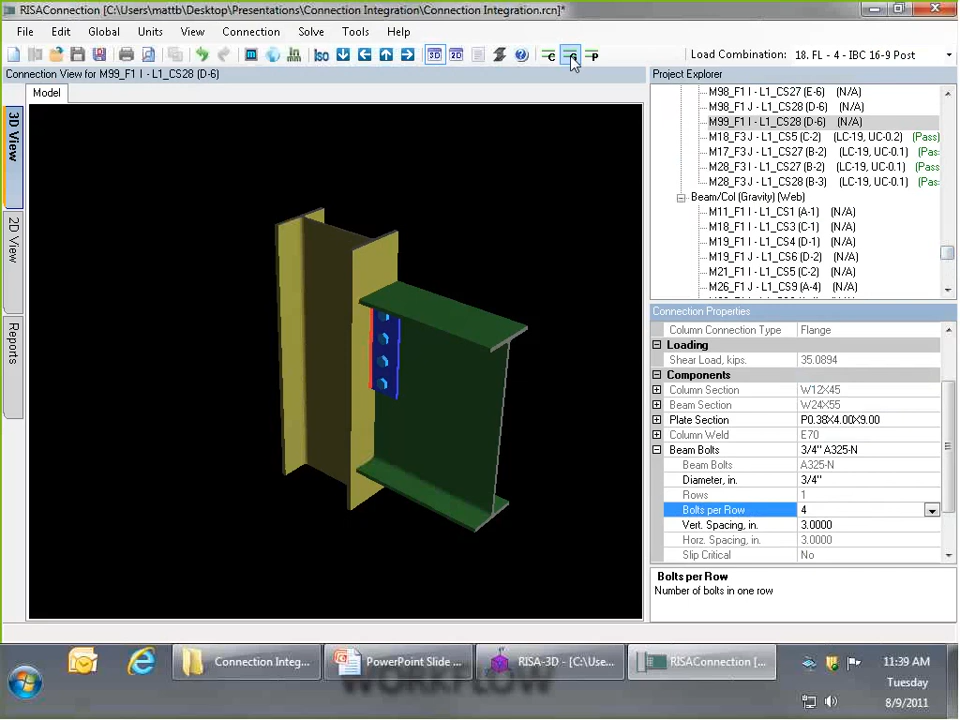 RISAConnection [C:\Users\mattb\Desktop\Presentations\Connection Integration\Connection Integration.rcn]*
File Edit Global Units View Connection Solve Tools Help
Iso 3D 2D C G P Load Combination: 18. FL - 4 - IBC 16-9 Post
Connection View for M99_F1 I - L1_CS28 (D-6)
Model
3D View
2D View
Reports
Project Explorer
M98_F1 I - L1_CS27 (E-6) (N/A)
M98_F1 J - L1_CS28 (D-6) (N/A)
M99_F1 I - L1_CS28 (D-6) (N/A)
M18_F3 J - L1_CS5 (C-2) (LC-19, UC-0.2) (Pass)
M17_F3 J - L1_CS27 (B-2) (LC-19, UC-0.1) (Pas:
M28_F3 I - L1_CS27 (B-2) (LC-19, UC-0.1) (Pas:
M28_F3 J - L1_CS28 (B-3) (LC-19, UC-0.1) (Pas:
Beam/Col (Gravity) (Web)
M11_F1 I - L1_CS1 (A-1) (N/A)
M18_F1 J - L1_CS3 (C-1) (N/A)
M19_F1 J - L1_CS4 (D-1) (N/A)
M19_F1 J - L1_CS6 (D-2) (N/A)
M21_F1 J - L1_CS5 (C-2) (N/A)
M26_F1 J - L1_CS9 (A-4) (N/A)
Connection Properties
Column Connection Type Flange
Loading
Shear Load, kips. 35.0894
Components
Column Section W12X45
Beam Section W24X55
Plate Section P0.38X4.00X9.00
Column Weld E70
Beam Bolts 3/4" A325-N
Beam Bolts A325-N
Diameter, in. 3/4"
Rows 1
Bolts per Row 4
Vert. Spacing, in. 3.0000
Horz. Spacing, in. 3.0000
Slip Critical No
Bolts per Row
Number of bolts in one row
Connection Integ... PowerPoint Slide ... RISA-3D - [C:\Use... RISAConnection [...
11:39 AM
Tuesday
8/9/2011
WORKFLOW